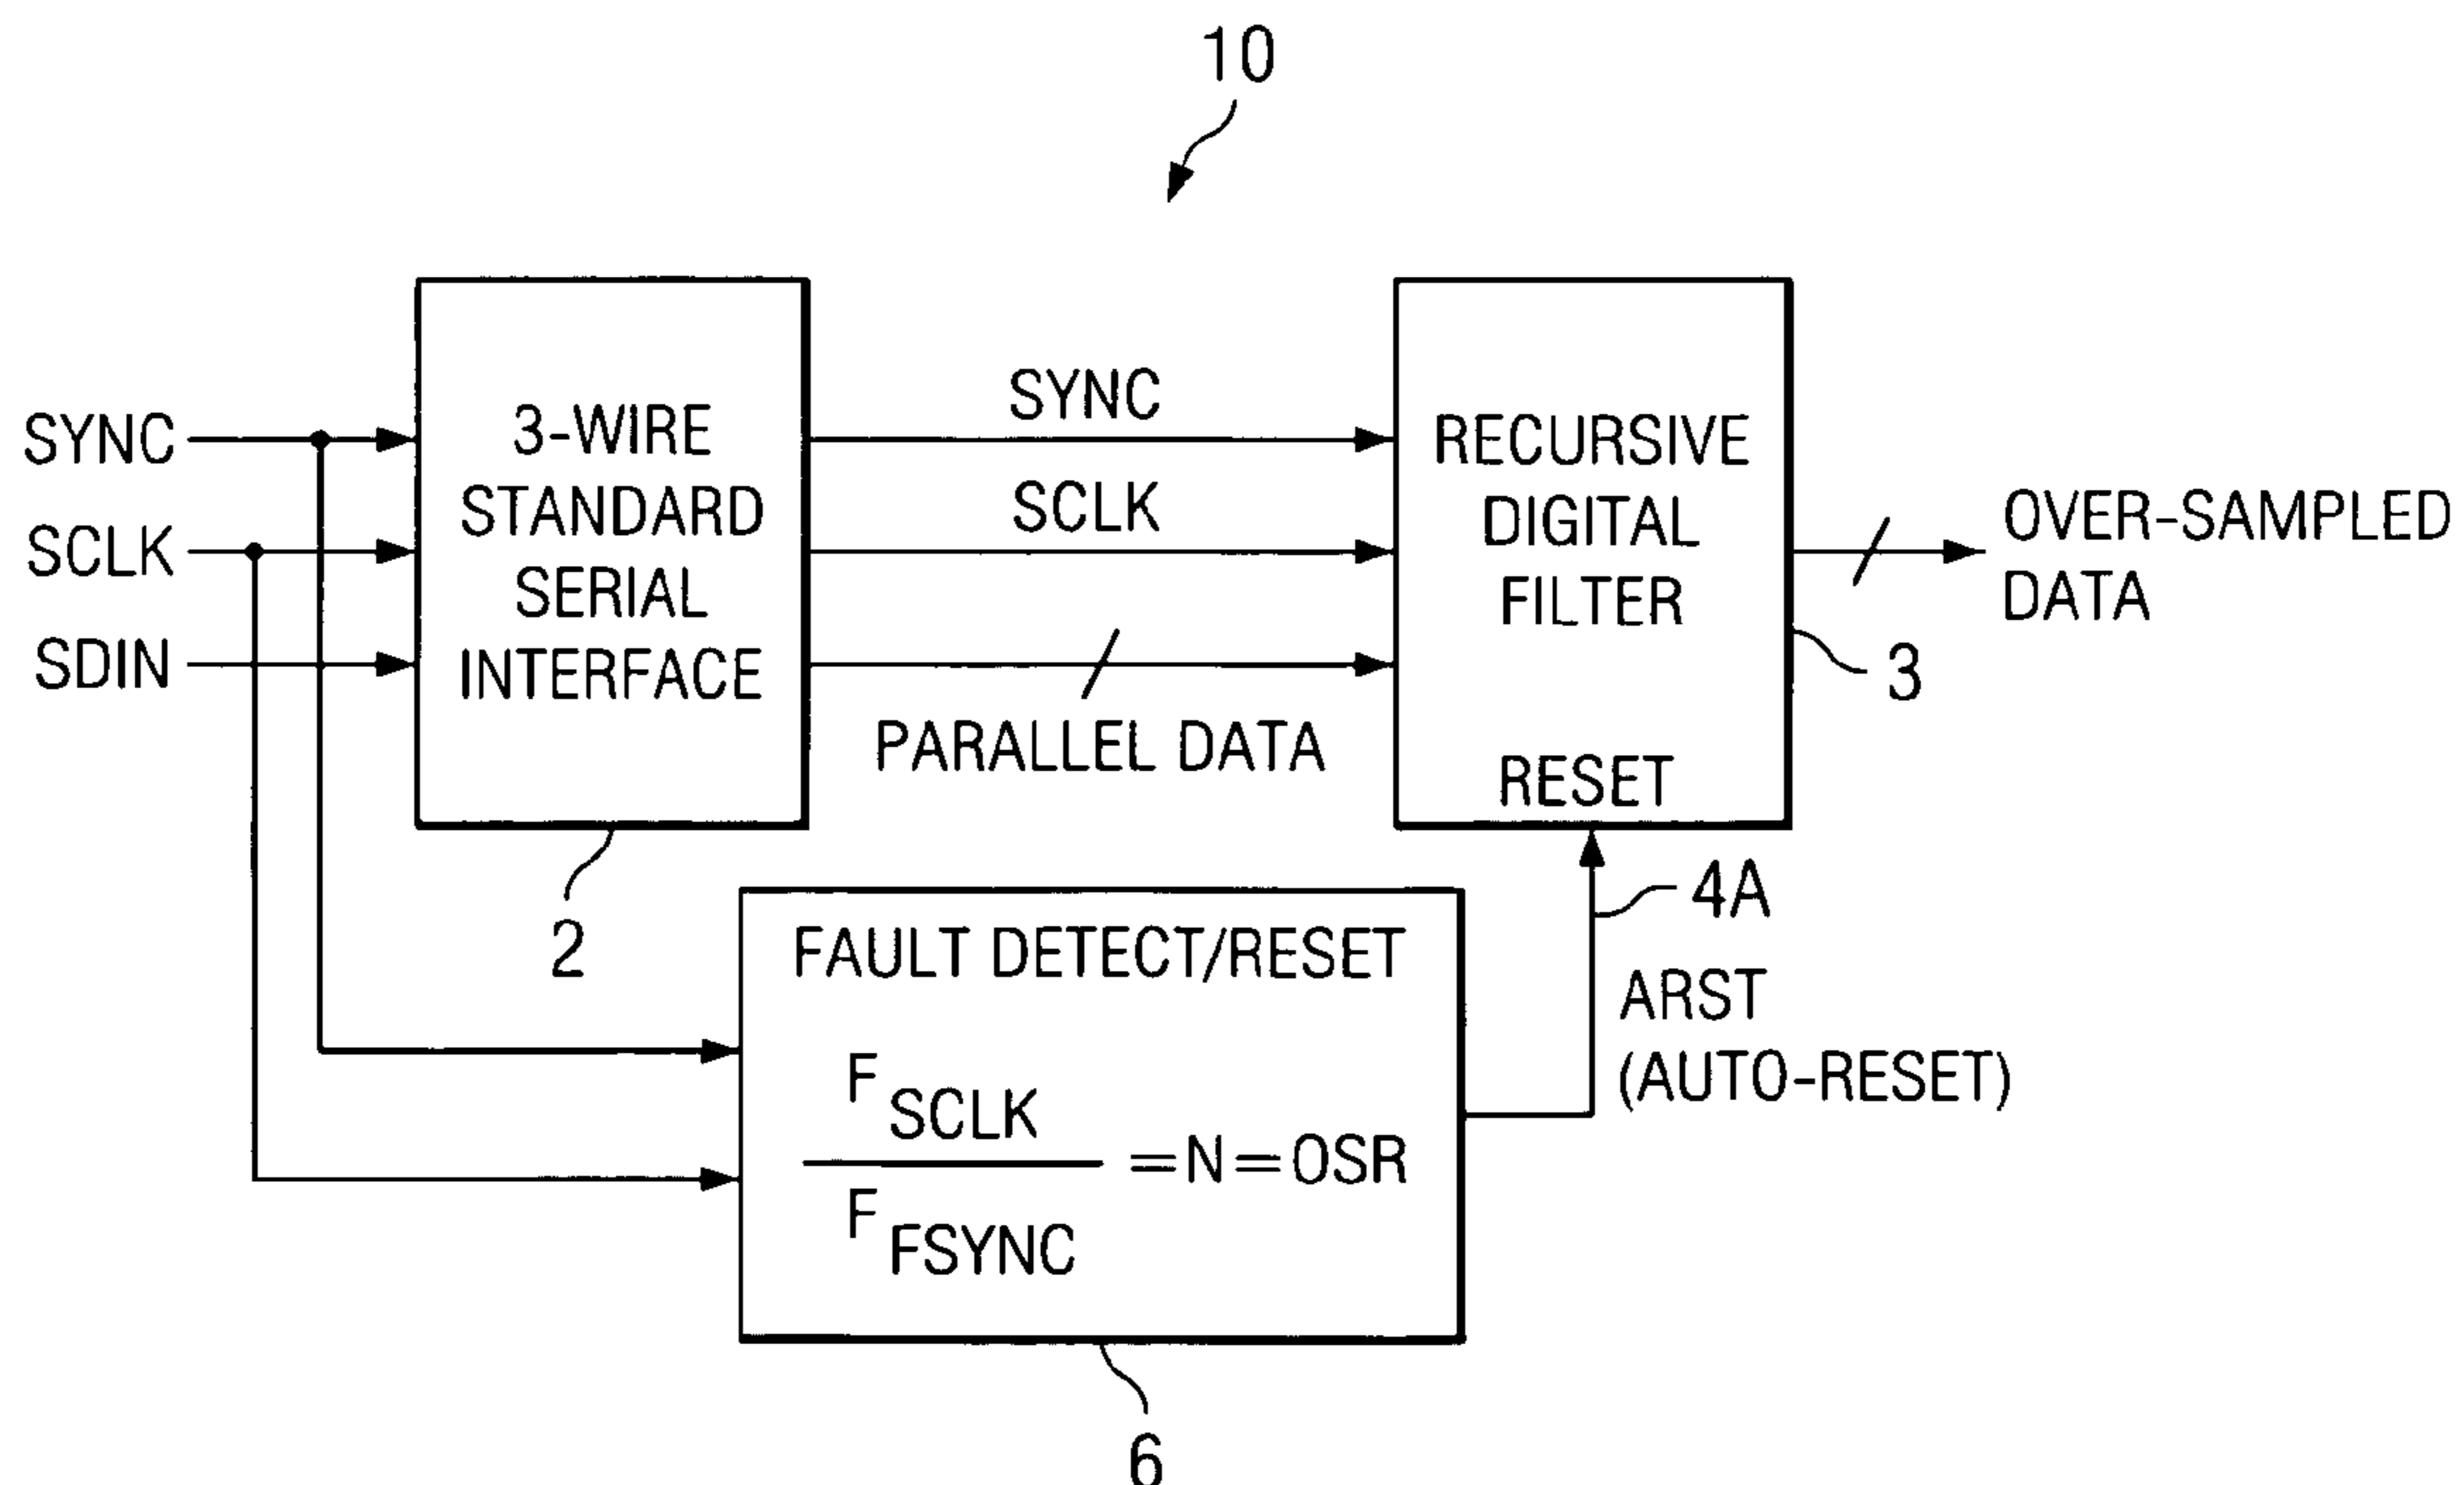 10
SYNC
SCLK
SDIN
3-WIRE
STANDARD
SERIAL
INTERFACE
2
SYNC
SCLK
PARALLEL DATA
RECURSIVE
DIGITAL
FILTER
RESET
3
OVER-SAMPLED
DATA
4A
ARST
(AUTO-RESET)
FAULT DETECT/RESET
F SCLK
=N=OSR
F FSYNC
6